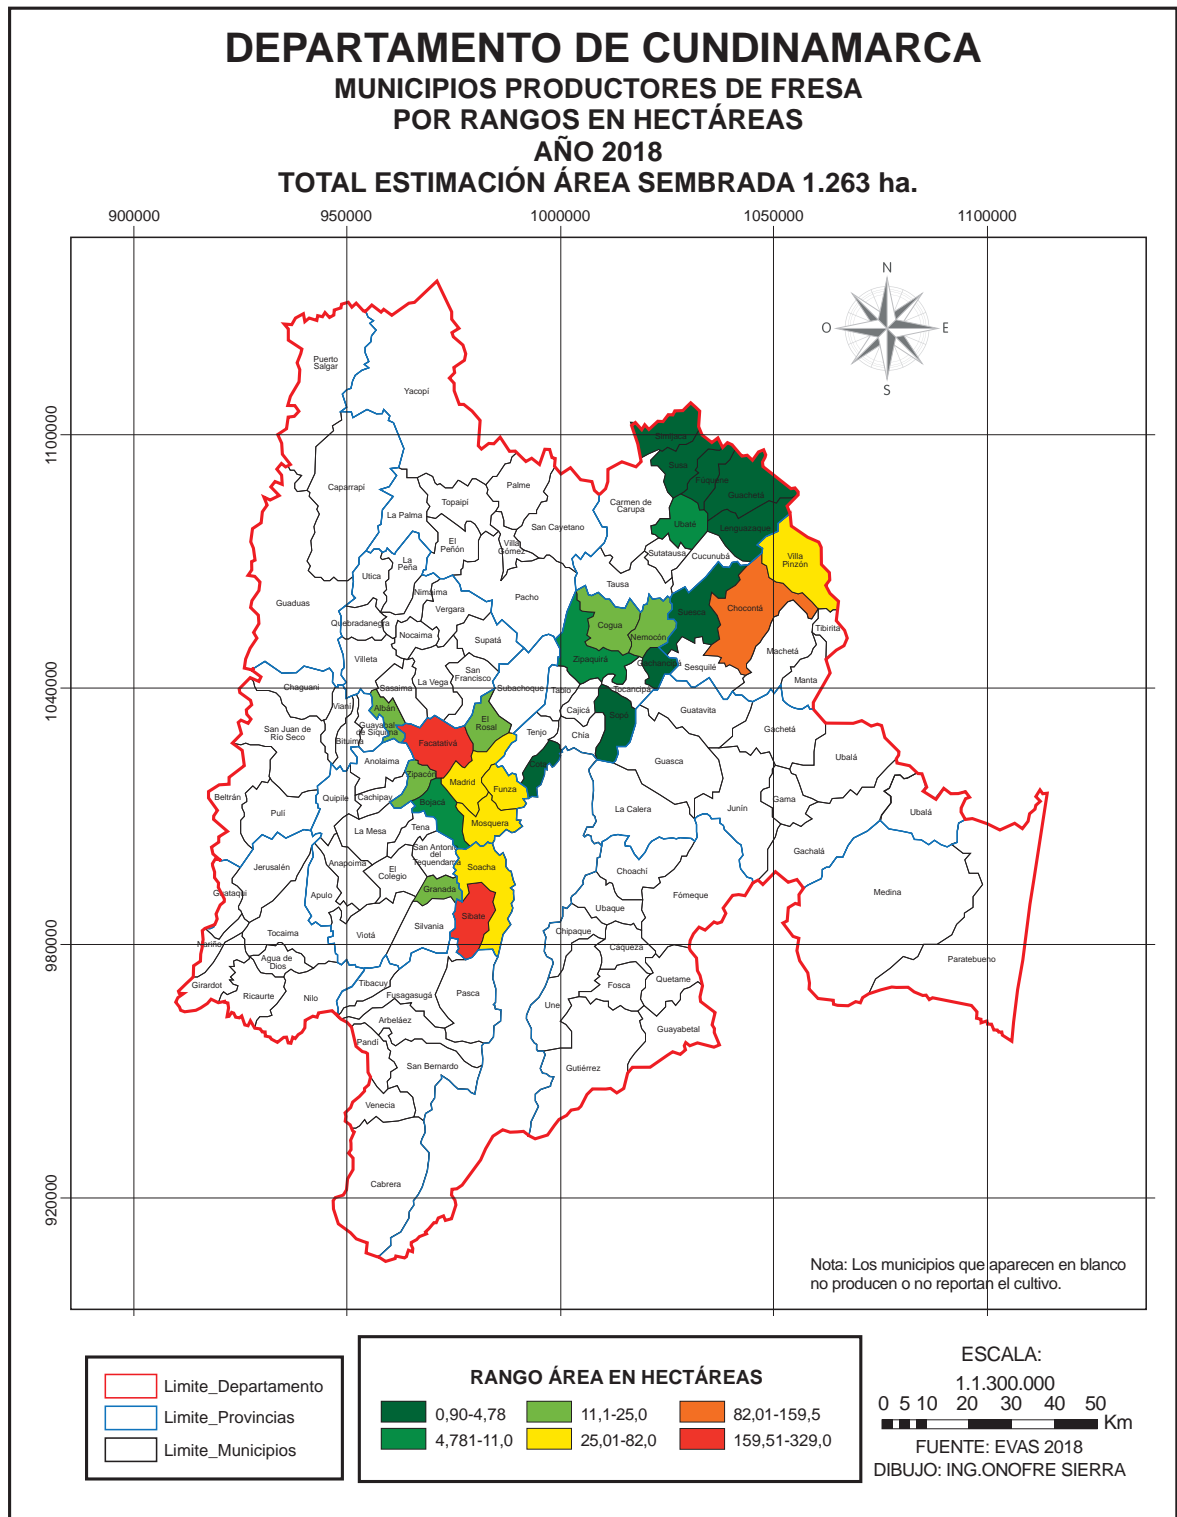 DEPARTAMENTO DE CUNDINAMARCA
MUNICIPIOS PRODUCTORES DE FRESA
POR RANGOS EN HECTÁREAS
AÑO 2018
TOTAL ESTIMACIÓN ÁREA SEMBRADA 1.263 ha.
900000
950000
1000000
1050000
1100000
N
O
E
S
1100000
1040000
980000
920000
Puerto
Salgar
Yacopí
Caparrapí
Palme
Topaipí
La Palma
San Cayetano
Carmen de
Carupa
Simijaca
Susa
Fúquene
Guachetá
Ubaté
Lenguazaque
El
Peñón
Villa
Gómez
Sutatausa
Cucunubá
Villa
Pinzón
La
Peña
Utica
Tausa
Guaduas
Nimaima
Vergara
Pacho
Quebradanegra
Nocaima
Supatá
Cogua
Nemocón
Suesca
Chocontá
Tibirita
Machetá
Villeta
Zipaquirá
Gachancipá
Sesquilé
Manta
San
Francisco
La Vega
Sasaima
Subachoque
Tabio
Tocancipá
Chaguaní
Vianí
Albán
Cajicá
Sopó
Guatavita
Gachetá
San Juan de
Río Seco
Guayabal
de Síquima
Bituima
El
Rosal
Tenjo
Chía
Facatativá
Anolaima
Zipacón
Cota
Guasca
Ubalá
Madrid
Funza
Beltrán
Quipile
Cachipay
Bojacá
Pulí
La Calera
Junín
Gama
Ubalá
Mosquera
La Mesa
Tena
San Antonio
del
Tequendama
Gachalá
Jerusalén
Anapoima
El
Colegio
Soacha
Choachí
Guataquí
Apulo
Granada
Fómeque
Medina
Ubaque
Sibate
Silvania
Tocaima
Viotá
Chipaque
Nariño
Caqueza
Agua de
Dios
Paratebueno
Girardot
Ricaurte
Nilo
Tibacuy
Fusagasugá
Pasca
Fosca
Quetame
Une
Arbeláez
Guayabetal
Pandí
San Bernardo
Gutiérrez
Venecia
Cabrera
Nota: Los municipios que aparecen en blanco
no producen o no reportan el cultivo.
Limite_Departamento
Limite_Provincias
Limite_Municipios
RANGO ÁREA EN HECTÁREAS
0,90-4,78
11,1-25,0
82,01-159,5
4,781-11,0
25,01-82,0
159,51-329,0
ESCALA:
1.1.300.000
0 5 10 20 30 40 50
Km
FUENTE: EVAS 2018
DIBUJO: ING.ONOFRE SIERRA